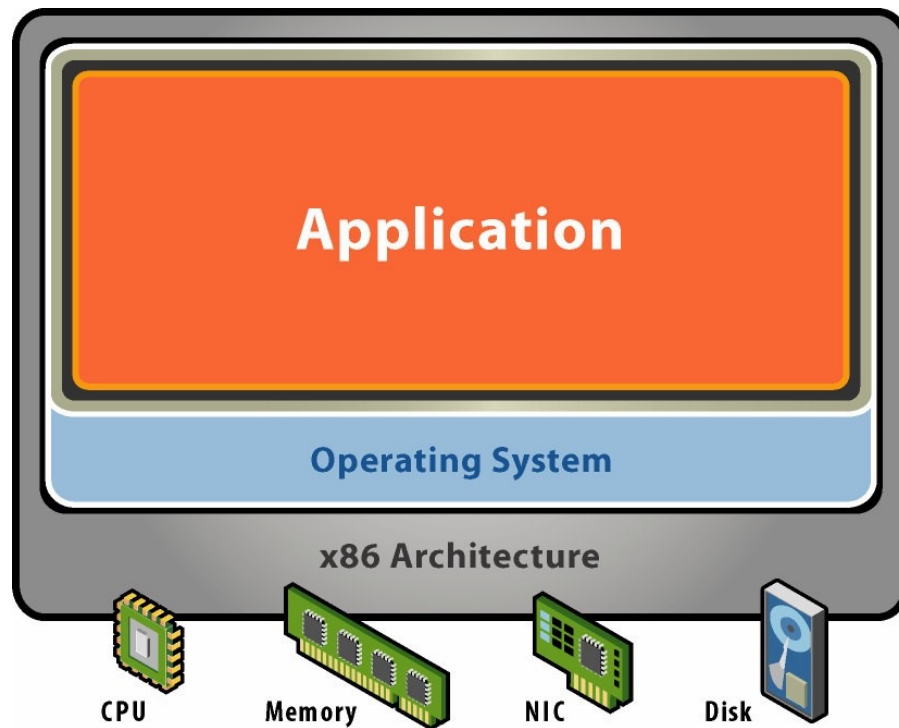 Application
Operating System
x86 Architecture
CPU Memory NIC Disk